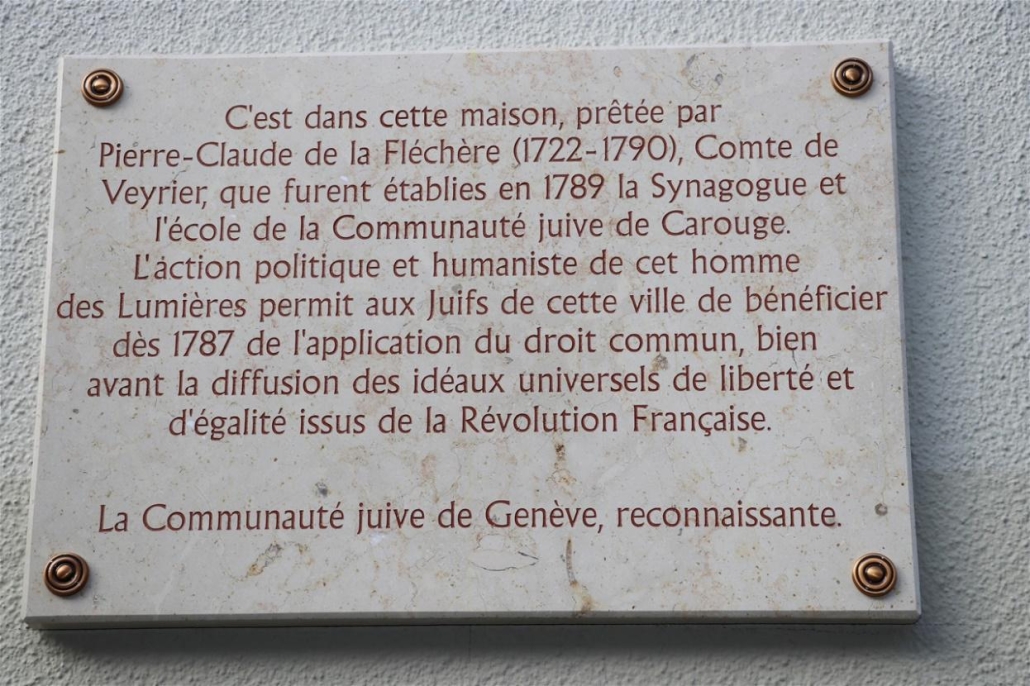 C'est dans cette maison, prêtée par
Pierre-Claude de la Fléchère (1722-1790), Comte de
Veyrier, que furent établies en 1789 la Synagogue et
l'école de la Communauté juive de Carouge.
L'action politique et humaniste de cet homme
des Lumières permit aux Juifs de cette ville de bénéficier
dès 1787 de l'application du droit commun, bien
avant la diffusion des idéaux universels de liberté et
d'égalité issus de la Révolution Française.
La Communauté juive de Genève, reconnaissante.